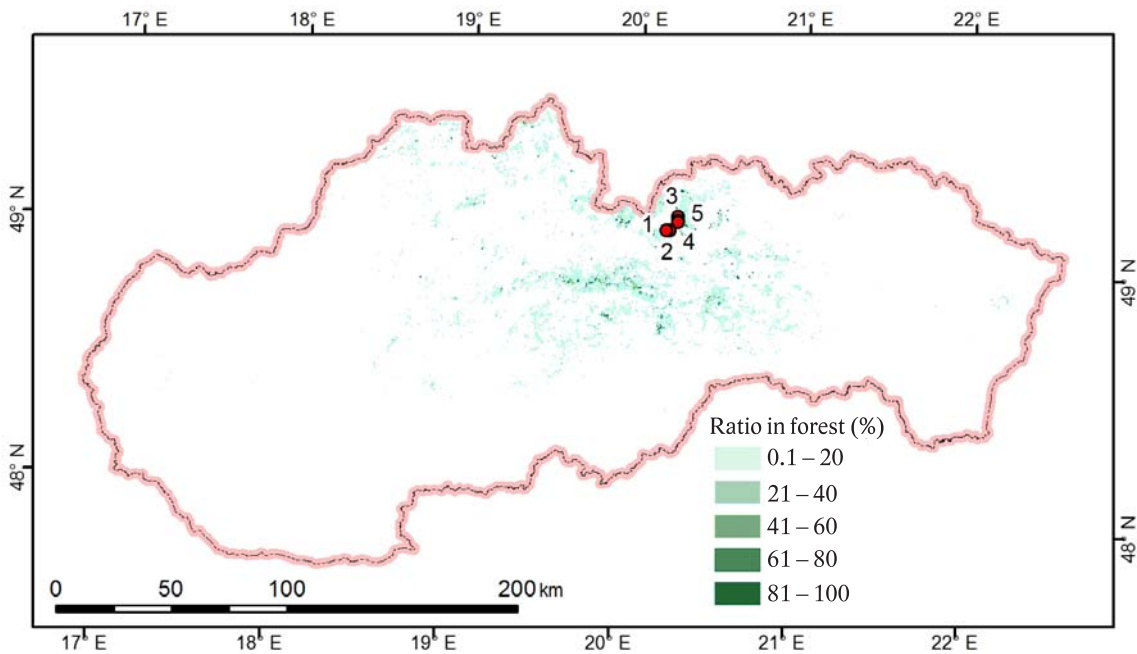 17° E 18° E 19° E 20° E 21° E 22° E
49° N
3
1 5
2 4
49° N
Ratio in forest (%)
0.1 – 20
48° N
21 – 40
41 – 60
48° N
61 – 80
81 – 100
0 50 100 200 km
17° E 18° E 19° E 20° E 21° E 22° E